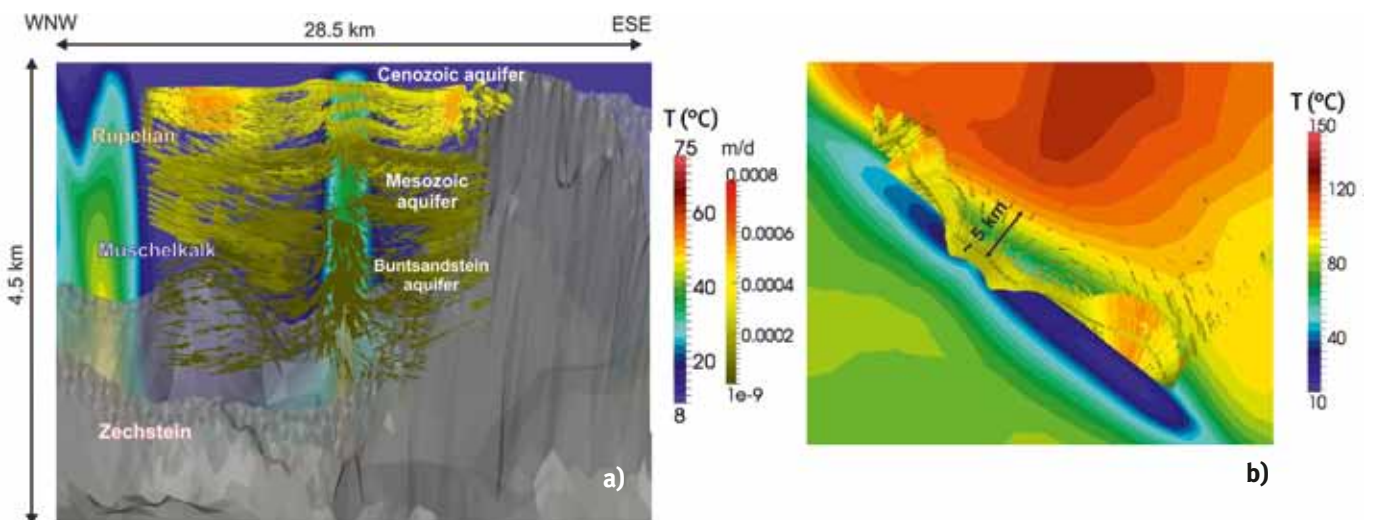 WNW
ESE
28.5 km
4.5 km
Cenozoic aquifer
Rupelian
Mesozoic
aquifer
Muschelkalk
Buntsandstein
aquifer
Zechstein
a)
T (°C)
75
60
40
20
8
m/d
0.0008
0.0006
0.0004
0.0002
1e-9
~ 5 km
b)
T (°C)
150
120
80
40
10